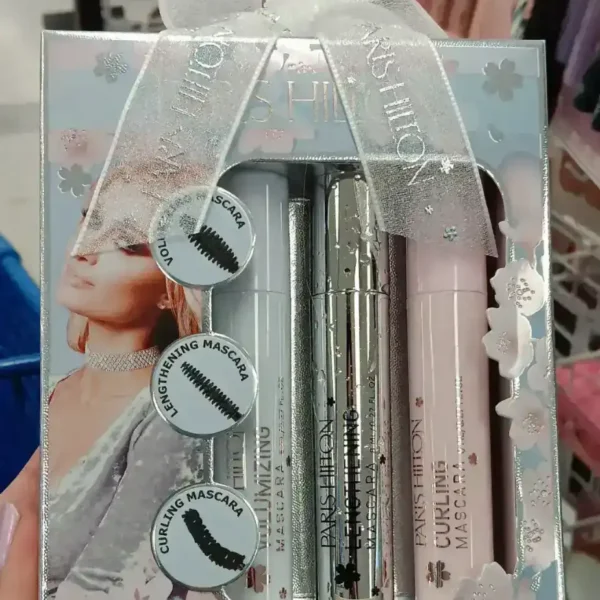 PARIS HILTON
PARIS HILTON
VOLUMIZING MASCARA
LENGTHENING MASCARA
CURLING MASCARA
VOLUMIZING
MASCARA
PARIS HILTON
LENGTHENING
MASCARA
PARIS HILTON
CURLING
MASCARA